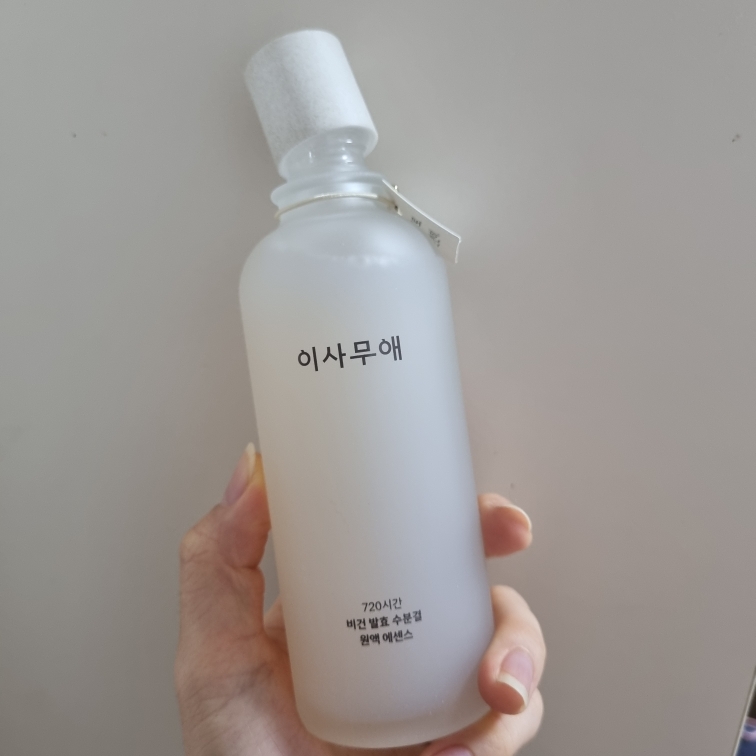 이사무애
720시간
비건 발효 수분결
원액 에센스